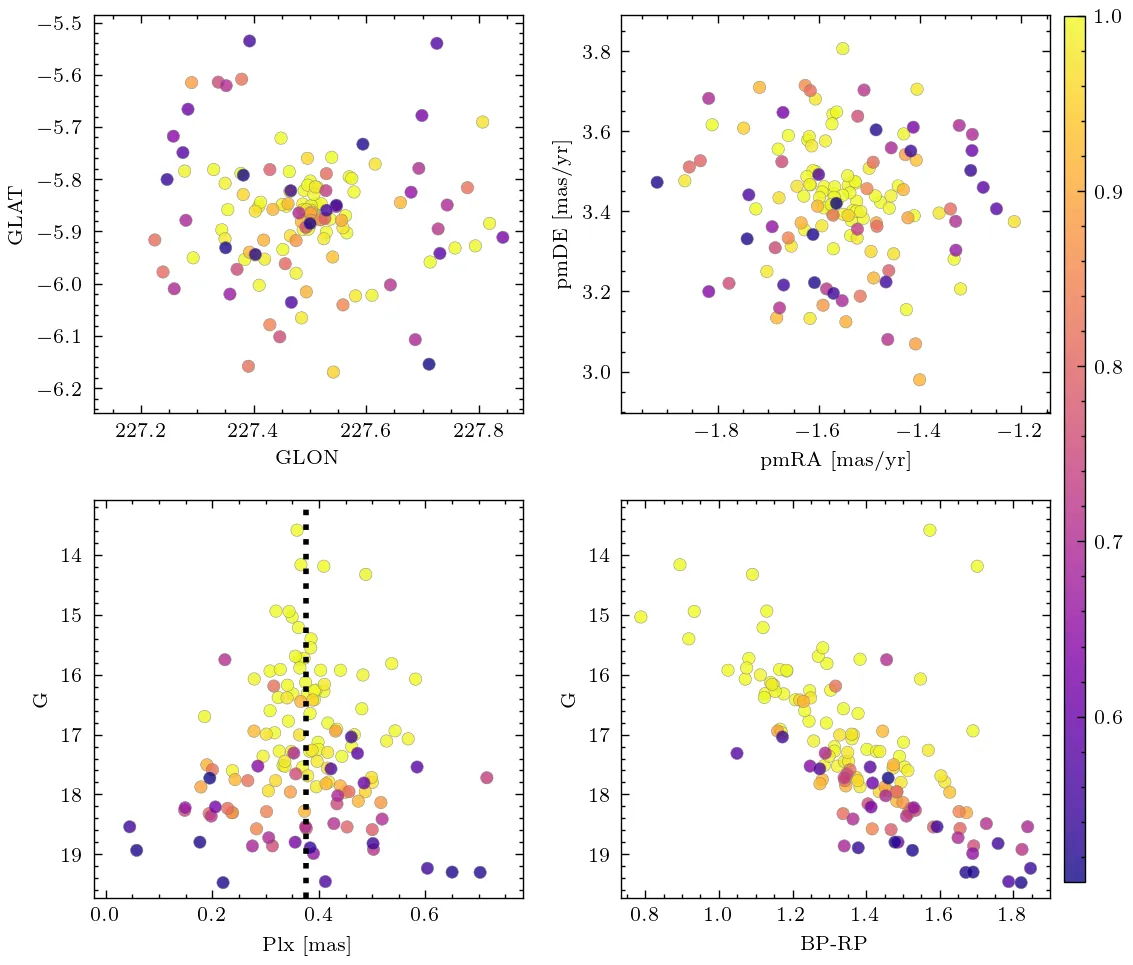 −5.5
−5.6
−5.7
−5.8
−5.9
−6.0
−6.1
−6.2
GLAT
227.2 227.4 227.6 227.8
GLON
3.8
3.6
3.4
3.2
3.0
pmDE [mas/yr]
−1.8 −1.6 −1.4 −1.2
pmRA [mas/yr]
1.0
0.9
0.8
0.7
0.6
14
15
16
17
18
19
G
0.0 0.2 0.4 0.6
Plx [mas]
14
15
16
17
18
19
G
0.8 1.0 1.2 1.4 1.6 1.8
BP-RP